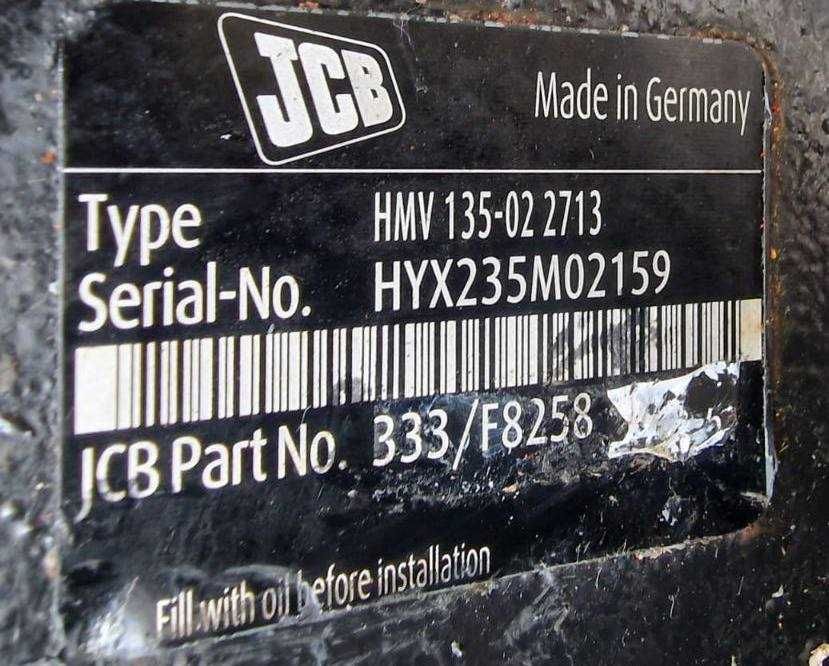 JCB
Made in Germany
Type HMV 135-02 2713
Serial-No. HYX235M02159
JCB Part No. 333/F8258
Fill with oil before installation